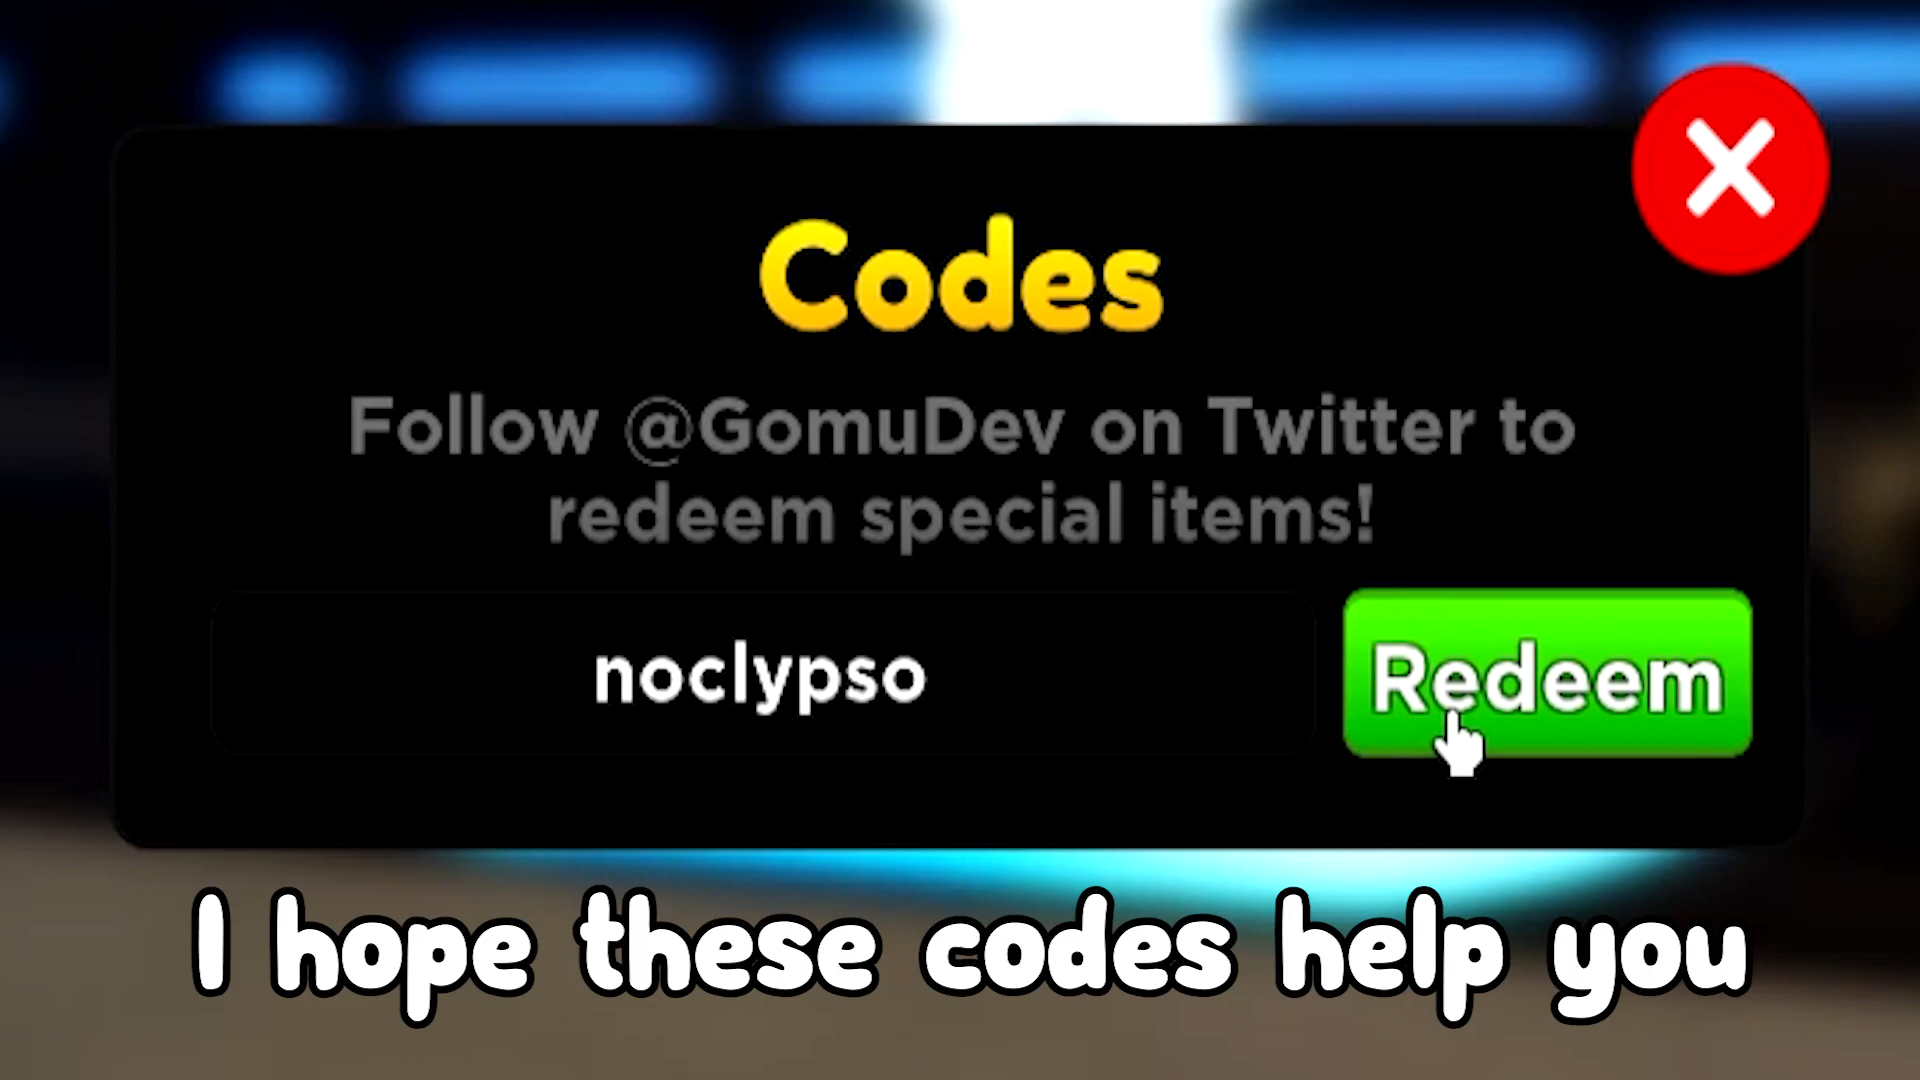 Codes
Follow @GomuDev on Twitter to
redeem special items!
noclypso
Redeem
I hope these codes help you